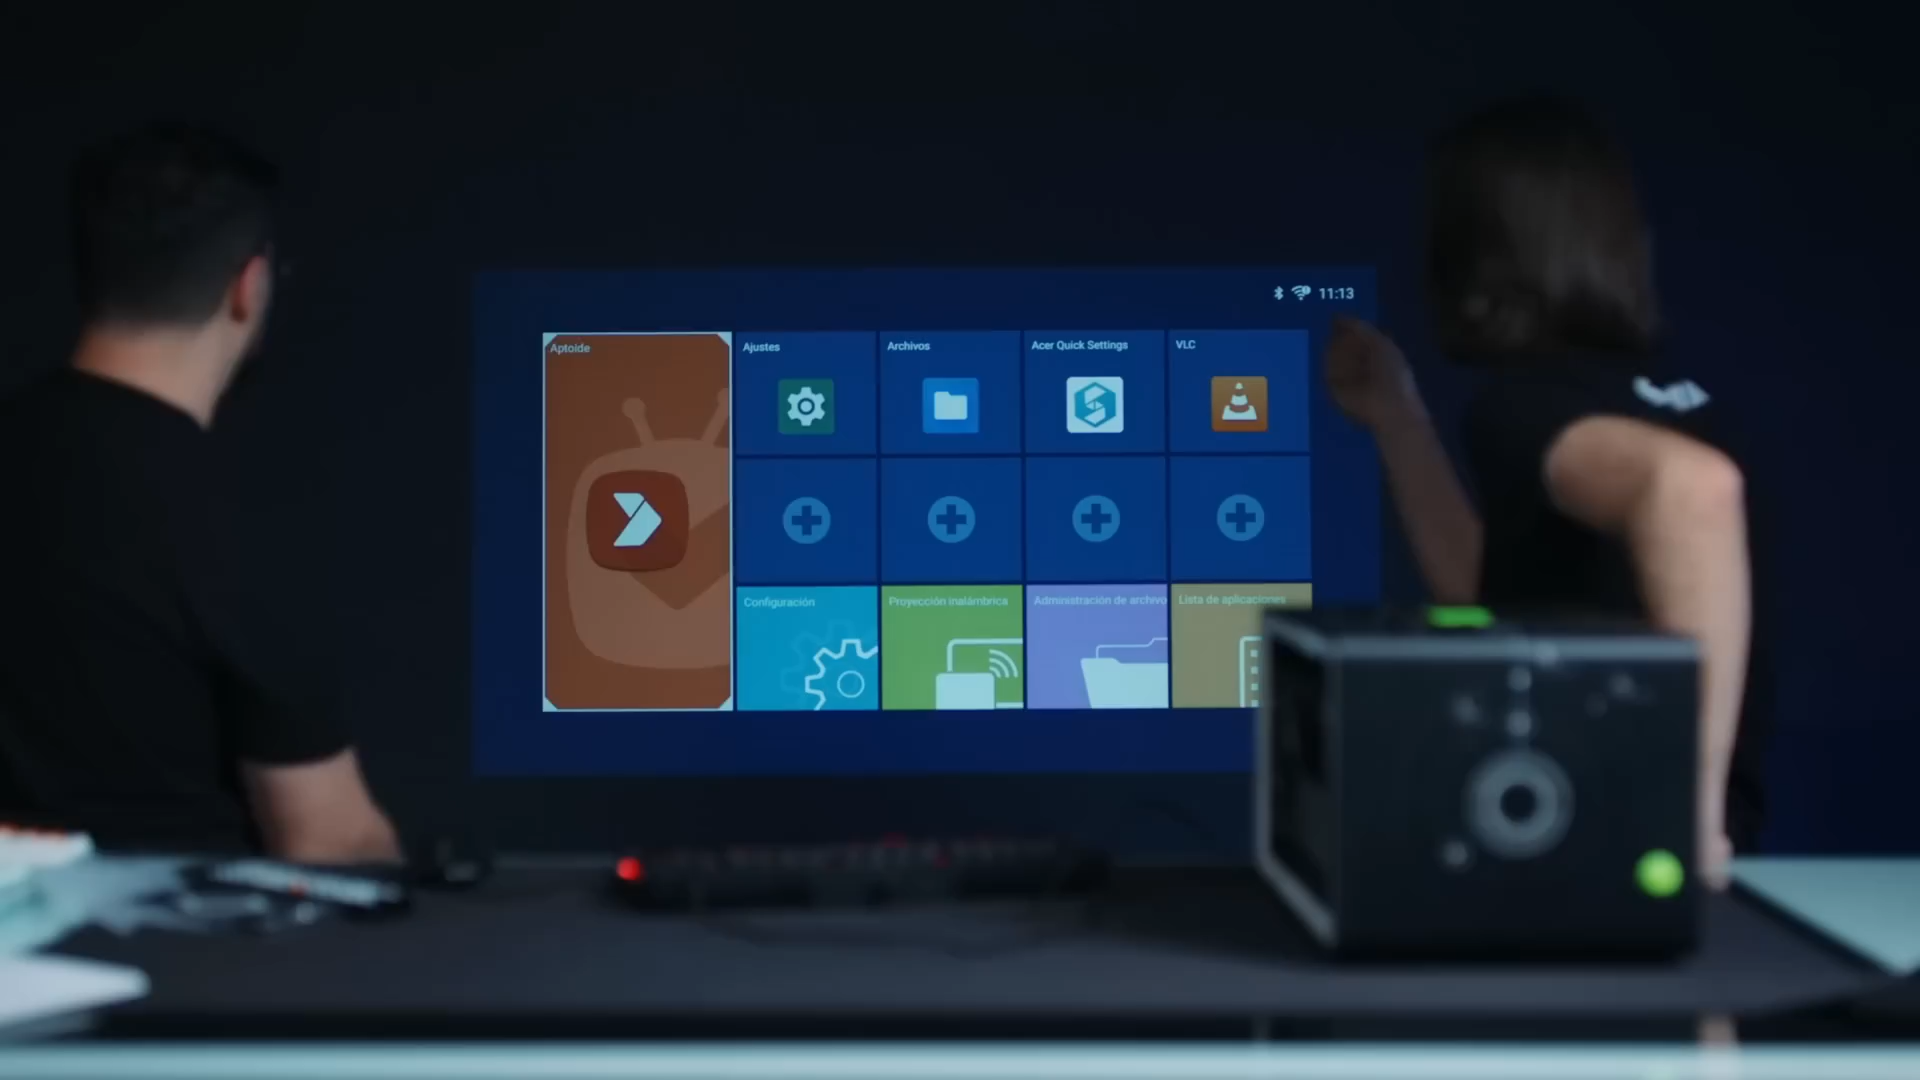 11:13
Aptoide
Ajustes
Archivos
Acer Quick Settings
VLC
Configuración
Proyección inalámbrica
Administración de archivo
Lista de aplicaciones